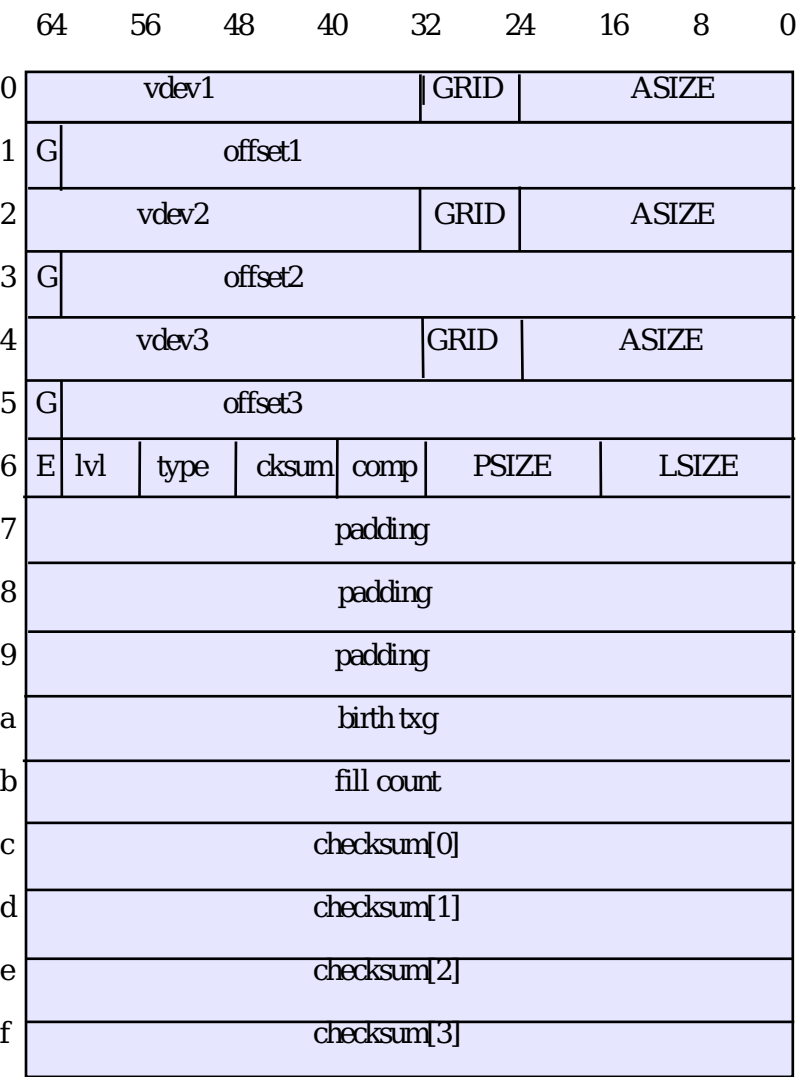 64 56 48 40 32 24 16 8 0
0 vdev1 GRID ASIZE
1 G offset1
2 vdev2 GRID ASIZE
3 G offset2
4 vdev3 GRID ASIZE
5 G offset3
6 E lvl type cksum comp PSIZE LSIZE
7 padding
8 padding
9 padding
a birth txg
b fill count
c checksum[0]
d checksum[1]
e checksum[2]
f checksum[3]